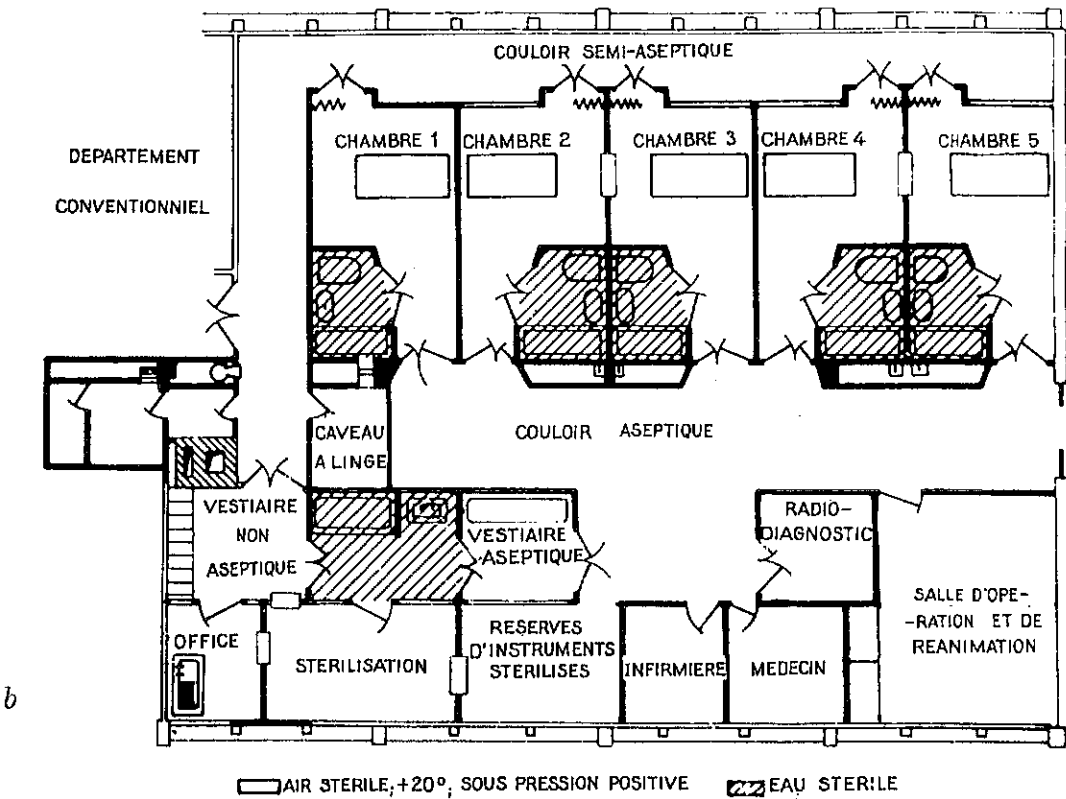 COULOIR SEMI-ASEPTIQUE
DEPARTEMENT
CONVENTIONNIEL
CHAMBRE 1
CHAMBRE 2
CHAMBRE 3
CHAMBRE 4
CHAMBRE 5
CAVEAU
A LINGE
COULOIR ASEPTIQUE
VESTIAIRE
NON
ASEPTIQUE
VESTIAIRE
ASEPTIQUE
RADIO-
DIAGNOSTIC
SALLE D'OPE-
-RATION ET DE
REANIMATION
OFFICE
STERILISATION
RESERVES
D'INSTRUMENTS
STERILISES
INFIRMIERE
MEDECIN
b
AIR STERILE; +20°; SOUS PRESSION POSITIVE
EAU STERILE